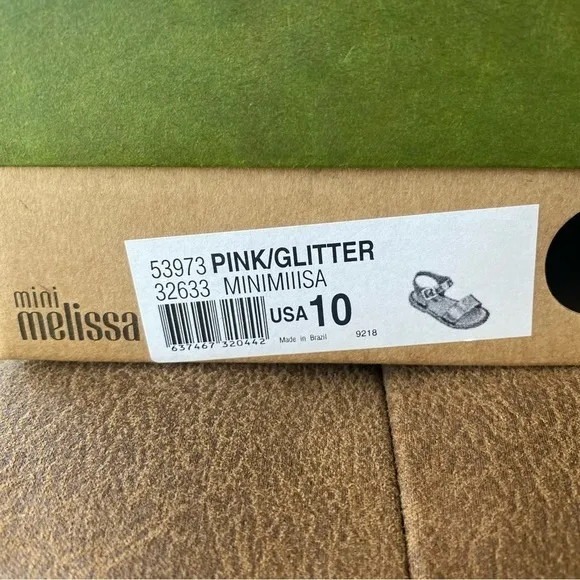 53973 PINK/GLITTER
32633 MINIMIIISA
USA 10
637467 320442
Made in Brazil 9218
mini
melissa